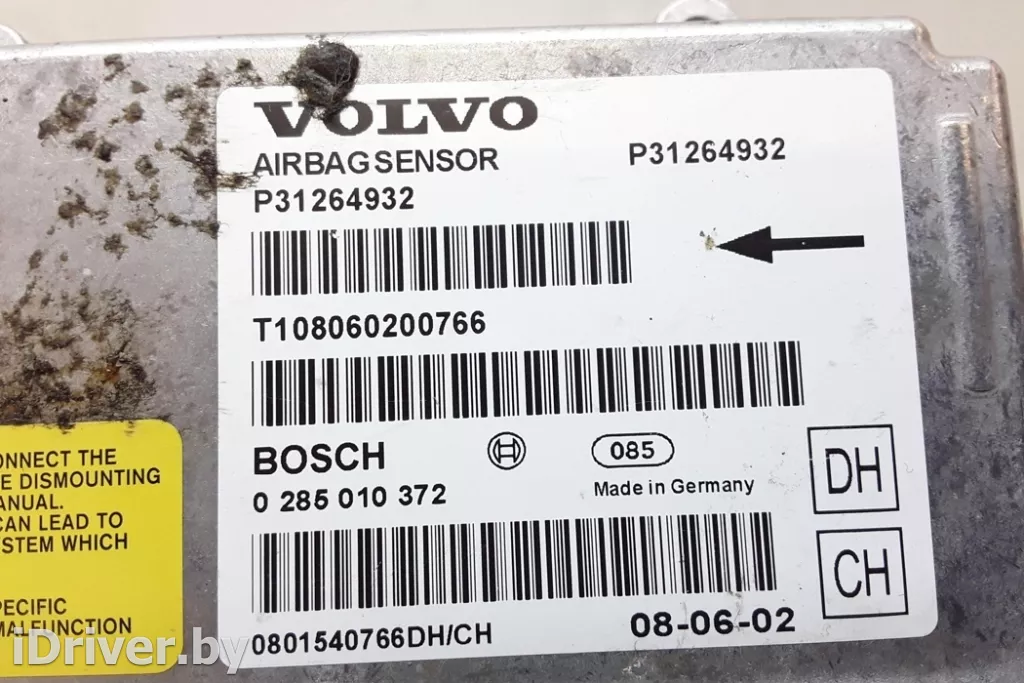 VOLVO
AIRBAG SENSOR
P31264932
P31264932
T108060200766
BOSCH
085
Made in Germany
0 285 010 372
DH
CH
0801540766DH/CH
08-06-02
ONNECT THE
E DISMOUNTING
ANUAL.
CAN LEAD TO
YSTEM WHICH
PECIFIC
MALFUNCTION
iDriver.by